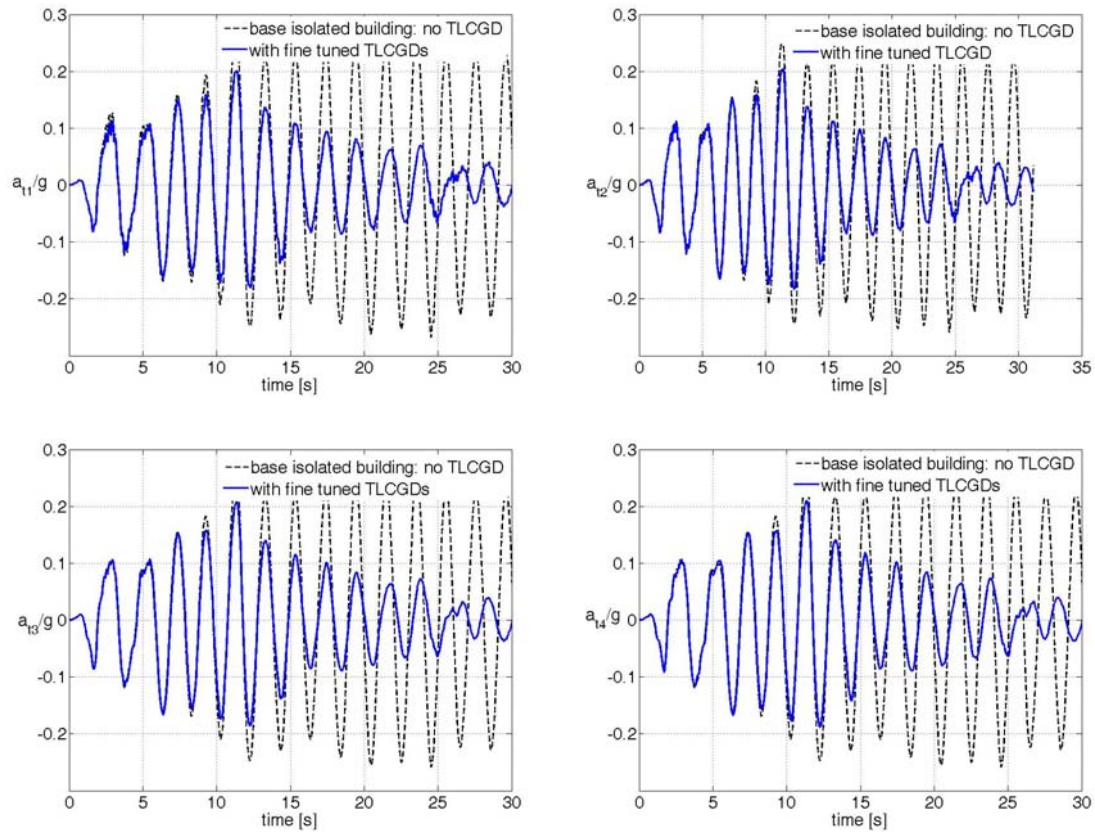 0.3
base isolated building: no TLCGD
with fine tuned TLCGDs
0.2
0.1
a_t1/g 0
-0.1
-0.2
0 5 10 15 20 25 30
time [s]
0.3
base isolated building: no TLCGD
with fine tuned TLCGD
0.2
0.1
a_t2/g 0
-0.1
-0.2
0 5 10 15 20 25 30 35
time [s]
0.3
base isolated building: no TLCGD
with fine tuned TLCGDs
0.2
0.1
a_t3/g 0
-0.1
-0.2
0 5 10 15 20 25 30
time [s]
0.3
base isolated building: no TLCGD
with fine tuned TLCGDs
0.2
0.1
a_t4/g 0
-0.1
-0.2
0 5 10 15 20 25 30
time [s]